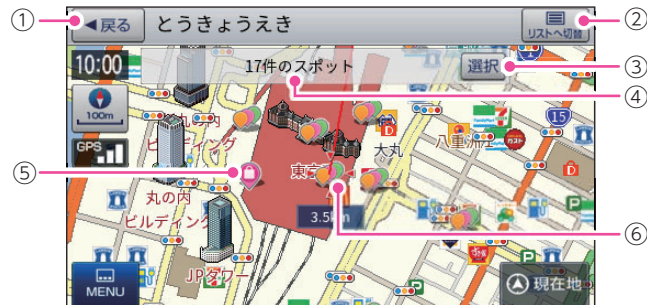 ①
◀戻る
とうきょうえき
リストへ切替
②
10:00
17件のスポット
選択
③
④
100m
丸の内
ビルディング
15
GPS
大丸
八重洲
D
⑤
東京
丸の内
ビルディング
3.5km
⑥
P
JPタワー
MENU
現在地
P